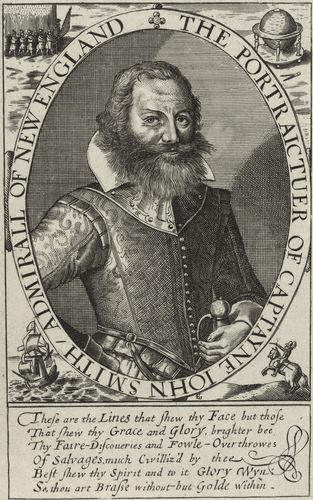 THE PORTRAICTUER OF CAPTAYNE IOHN SMITH / ADMIRALL OF NEW ENGLAND
These are the Lines that shew thy Face but those
That shew thy Grace and Glory, brighter bee
Thy Faire-Discoueries and Fowle-Overthrowes
Of Salvages, much Civilliz'd by thee
Best shew thy Spirit and to it Glory Wyn
So, thou art Brasse without but Golde within